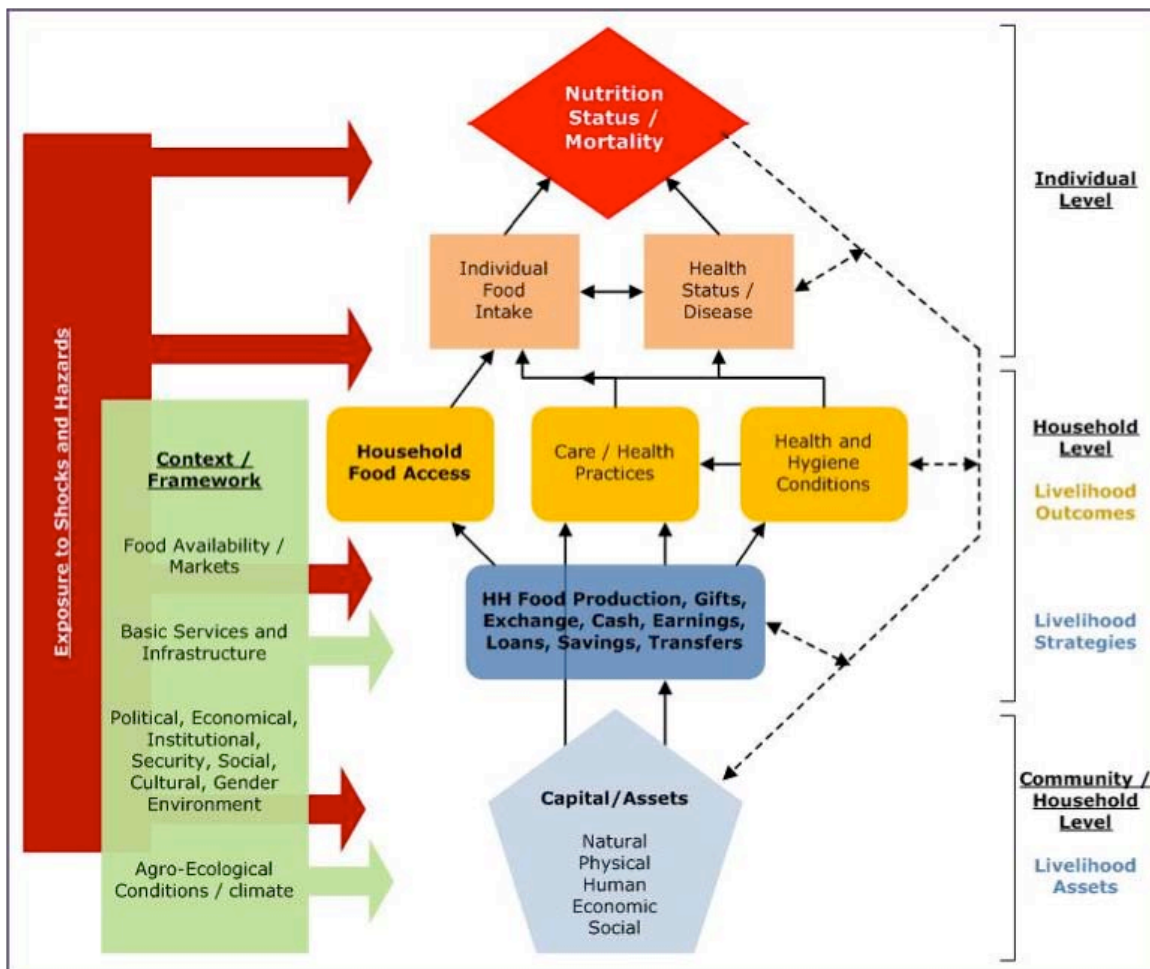 Nutrition
Status /
Mortality
Individual
Level
Individual
Food
Intake
Health
Status /
Disease
Exposure to Shocks and Hazards
Context /
Framework
Food Availability /
Markets
Basic Services and
Infrastructure
Political, Economical,
Institutional,
Security, Social,
Cultural, Gender
Environment
Agro-Ecological
Conditions / climate
Household
Food Access
Care / Health
Practices
Health and
Hygiene
Conditions
Household
Level
Livelihood
Outcomes
HH Food Production, Gifts,
Exchange, Cash, Earnings,
Loans, Savings, Transfers
Livelihood
Strategies
Capital/Assets
Natural
Physical
Human
Economic
Social
Community /
Household
Level
Livelihood
Assets